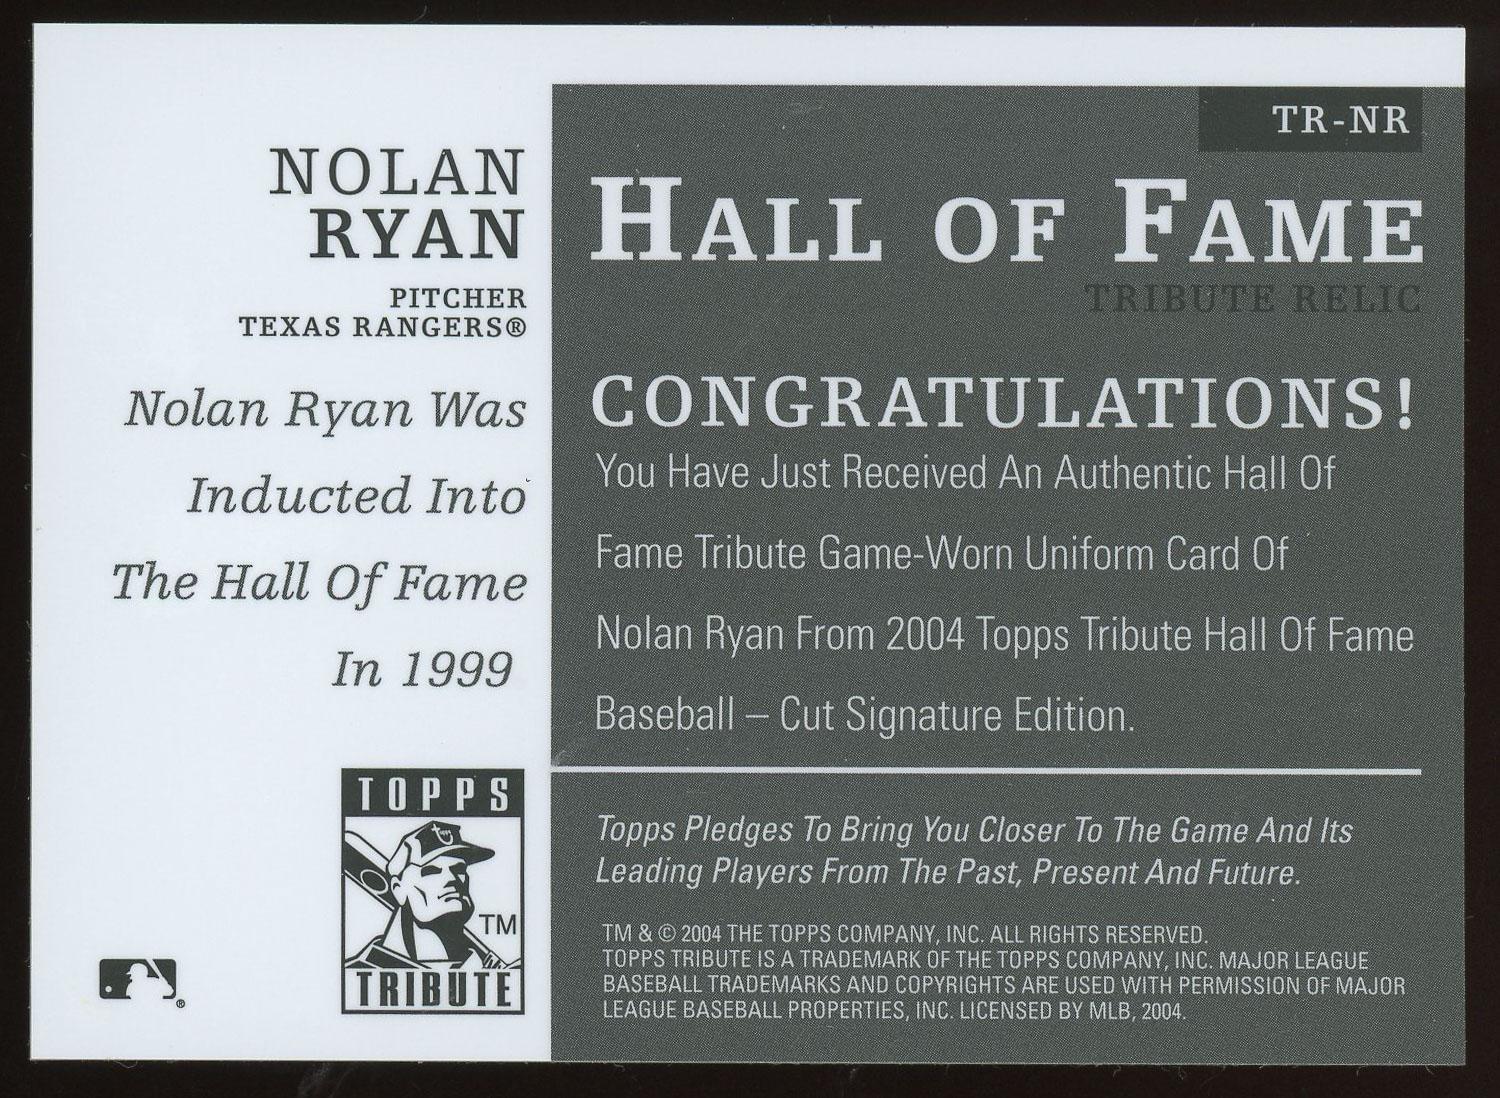 NOLAN
RYAN
PITCHER
TEXAS RANGERS®
Nolan Ryan Was
Inducted Into
The Hall Of Fame
In 1999
TOPPS
TM
TRIBUTE
®
TR-NR
HALL OF FAME
TRIBUTE RELIC
CONGRATULATIONS!
You Have Just Received An Authentic Hall Of
Fame Tribute Game-Worn Uniform Card Of
Nolan Ryan From 2004 Topps Tribute Hall Of Fame
Baseball – Cut Signature Edition.
Topps Pledges To Bring You Closer To The Game And Its
Leading Players From The Past, Present And Future.
TM & © 2004 THE TOPPS COMPANY, INC. ALL RIGHTS RESERVED.
TOPPS TRIBUTE IS A TRADEMARK OF THE TOPPS COMPANY, INC. MAJOR LEAGUE
BASEBALL TRADEMARKS AND COPYRIGHTS ARE USED WITH PERMISSION OF MAJOR
LEAGUE BASEBALL PROPERTIES, INC. LICENSED BY MLB, 2004.